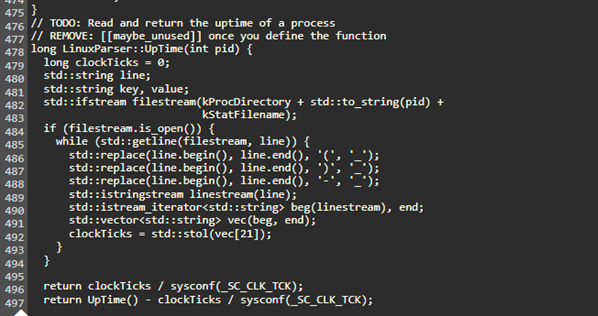 474 }
475 }
476 // TODO: Read and return the uptime of a process
477 // REMOVE: [[maybe_unused]] once you define the function
478 long LinuxParser::UpTime(int pid) {
479   long clockTicks = 0;
480   std::string line;
481   std::string key, value;
482   std::ifstream filestream(kProcDirectory + std::to_string(pid) +
483                            kStatFilename);
484   if (filestream.is_open()) {
485     while (std::getline(filestream, line)) {
486       std::replace(line.begin(), line.end(), '(', '_');
487       std::replace(line.begin(), line.end(), ')', '_');
488       std::replace(line.begin(), line.end(), '-', '_');
489       std::istringstream linestream(line);
490       std::istream_iterator<std::string> beg(linestream), end;
491       std::vector<std::string> vec(beg, end);
492       clockTicks = std::stol(vec[21]);
493     }
494   }
495
496   return clockTicks / sysconf(_SC_CLK_TCK);
497   return UpTime() - clockTicks / sysconf(_SC_CLK_TCK);